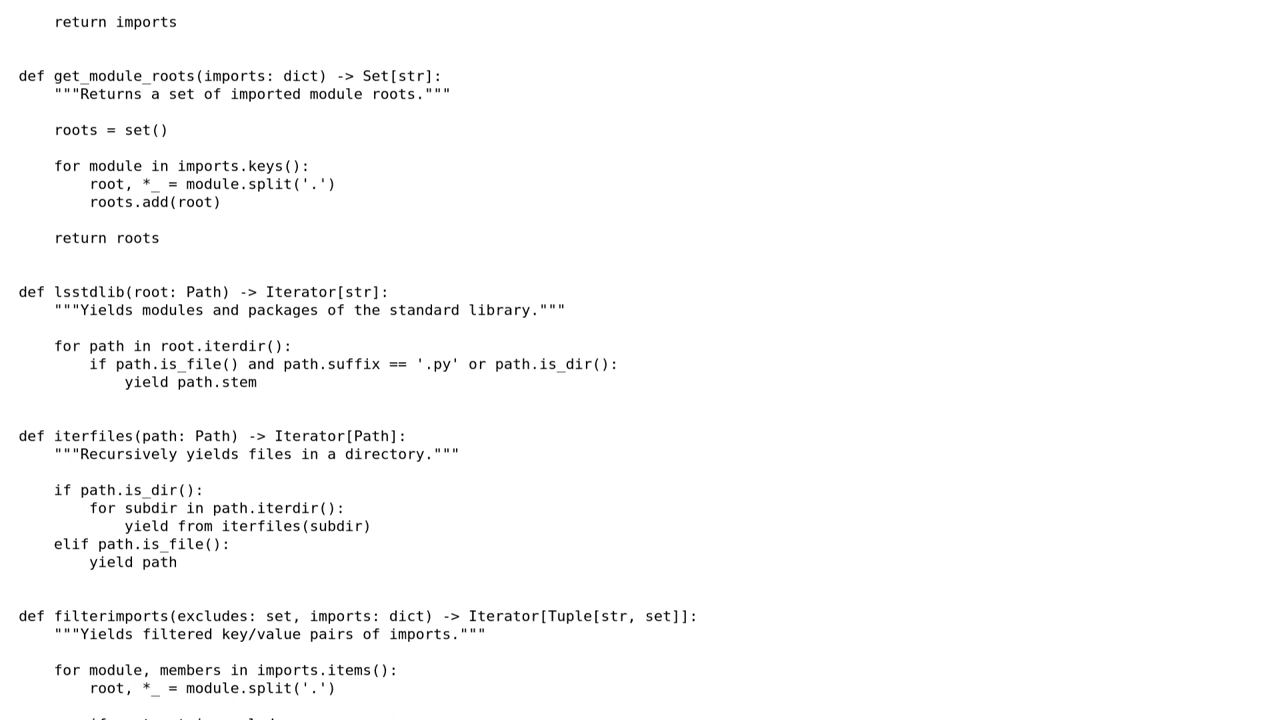 return imports


def get_module_roots(imports: dict) -> Set[str]:
    """Returns a set of imported module roots."""

    roots = set()

    for module in imports.keys():
        root, *_ = module.split('.')
        roots.add(root)

    return roots


def lsstdlib(root: Path) -> Iterator[str]:
    """Yields modules and packages of the standard library."""

    for path in root.iterdir():
        if path.is_file() and path.suffix == '.py' or path.is_dir():
            yield path.stem


def iterfiles(path: Path) -> Iterator[Path]:
    """Recursively yields files in a directory."""

    if path.is_dir():
        for subdir in path.iterdir():
            yield from iterfiles(subdir)
    elif path.is_file():
        yield path


def filterimports(excludes: set, imports: dict) -> Iterator[Tuple[str, set]]:
    """Yields filtered key/value pairs of imports."""

    for module, members in imports.items():
        root, *_ = module.split('.')